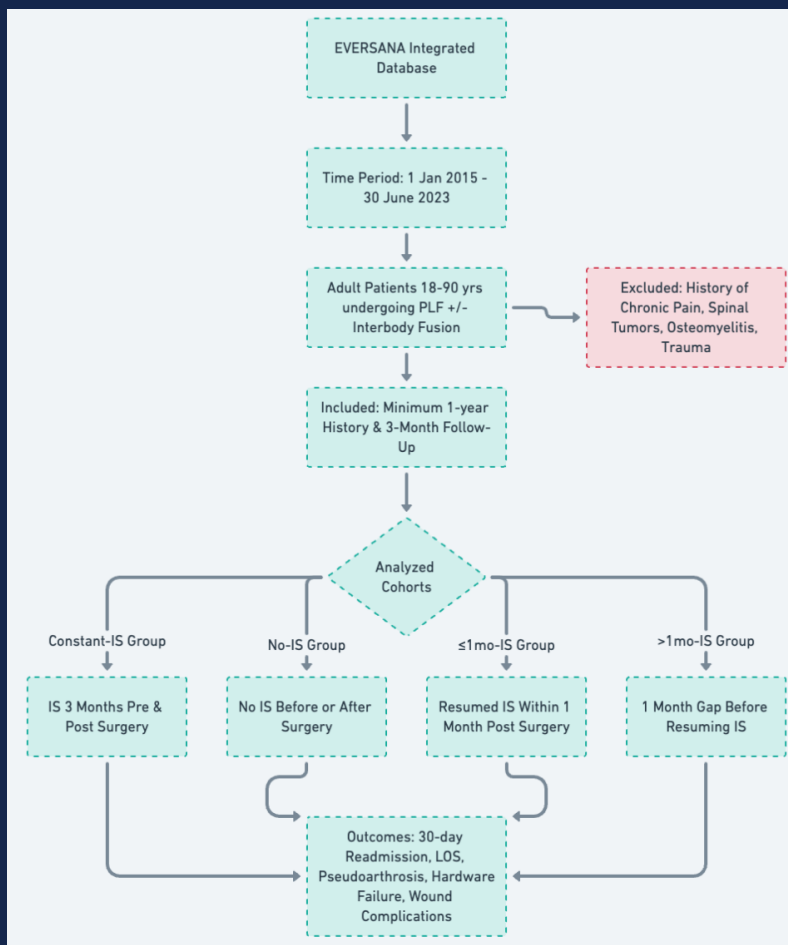 EVERSANA Integrated
Database
Time Period: 1 Jan 2015 -
30 June 2023
Adult Patients 18-90 yrs
undergoing PLF +/-
Interbody Fusion
Excluded: History of
Chronic Pain, Spinal
Tumors, Osteomyelitis,
Trauma
Included: Minimum 1-year
History & 3-Month Follow-
Up
Analyzed
Cohorts
Constant-IS Group
No-IS Group
≤1mo-IS Group
>1mo-IS Group
IS 3 Months Pre &
Post Surgery
No IS Before or After
Surgery
Resumed IS Within 1
Month Post Surgery
1 Month Gap Before
Resuming IS
Outcomes: 30-day
Readmission, LOS,
Pseudoarthrosis, Hardware
Failure, Wound
Complications